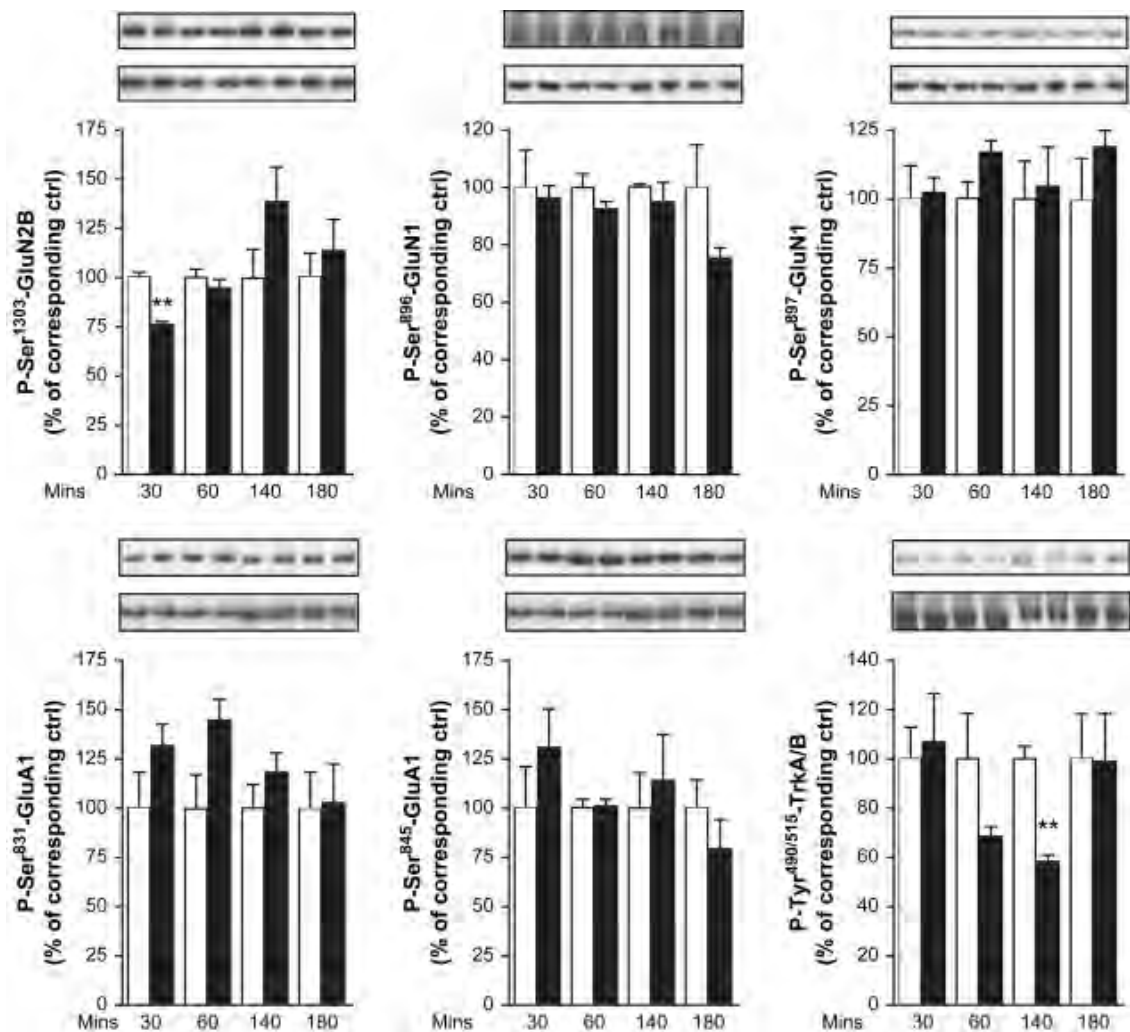 175
150
125
100
75
50
25
0
P-Ser1303-GluN2B
(% of corresponding ctrl)
**
Mins 30 60 140 180
120
100
80
60
40
20
0
P-Ser896-GluN1
(% of corresponding ctrl)
Mins 30 60 140 180
125
100
75
50
25
0
P-Ser897-GluN1
(% of corresponding ctrl)
Mins 30 60 140 180
175
150
125
100
75
50
25
0
P-Ser831-GluA1
(% of corresponding ctrl)
Mins 30 60 140 180
175
150
125
100
75
50
25
0
P-Ser845-GluA1
(% of corresponding ctrl)
Mins 30 60 140 180
140
120
100
80
60
40
20
0
P-Tyr490/515-TrkA/B
(% of corresponding ctrl)
**
Mins 30 60 140 180